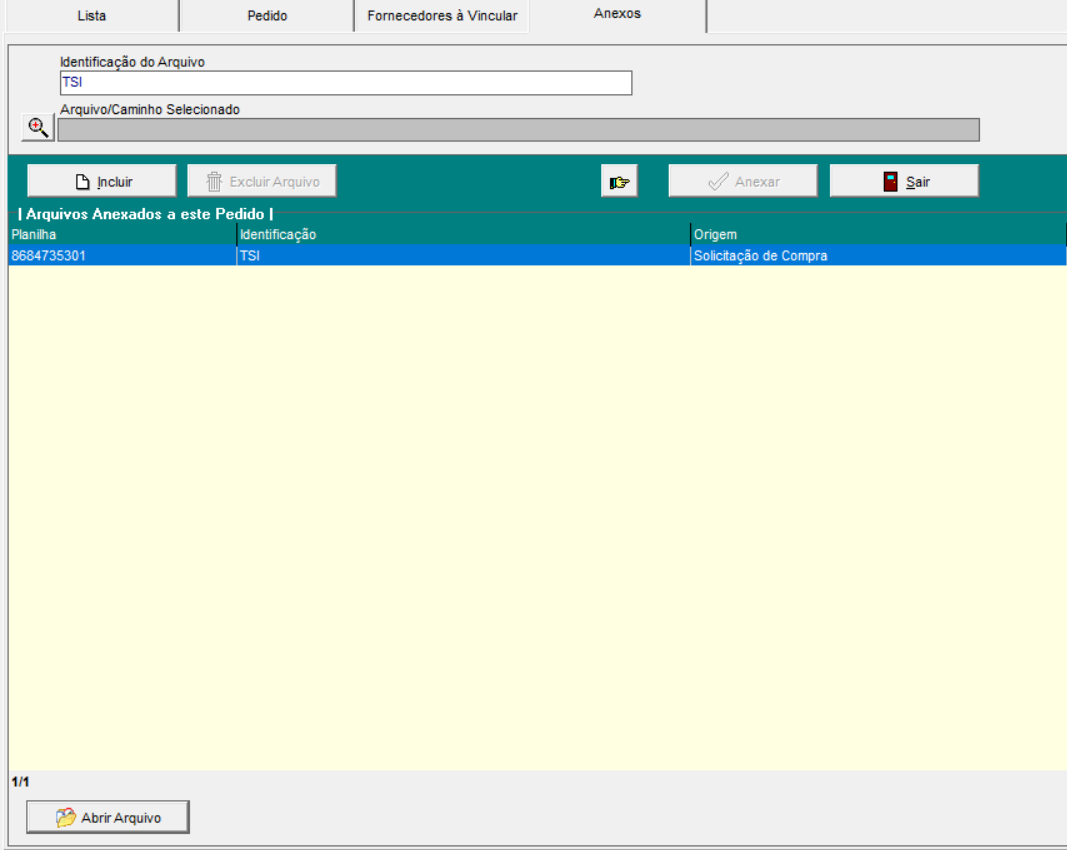 Lista Pedido Fornecedores à Vincular Anexos
Identificação do Arquivo
TSI
Arquivo/Caminho Selecionado
Incluir Excluir Arquivo Anexar Sair
| Arquivos Anexados a este Pedido |
Planilha Identificação Origem
8684735301 TSI Solicitação de Compra
1/1
Abrir Arquivo